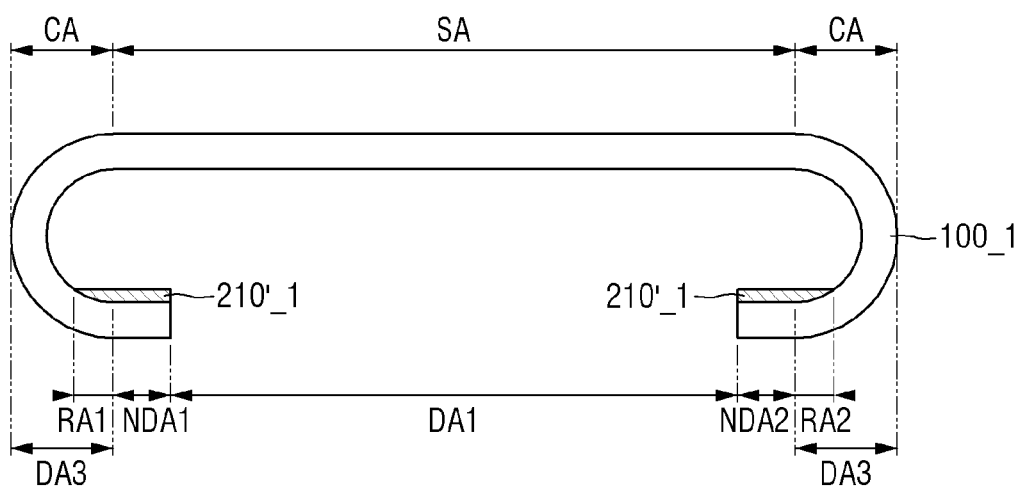 CA SA CA
100_1
210'_1 210'_1
RA1 NDA1 DA1 NDA2 RA2
DA3 DA3